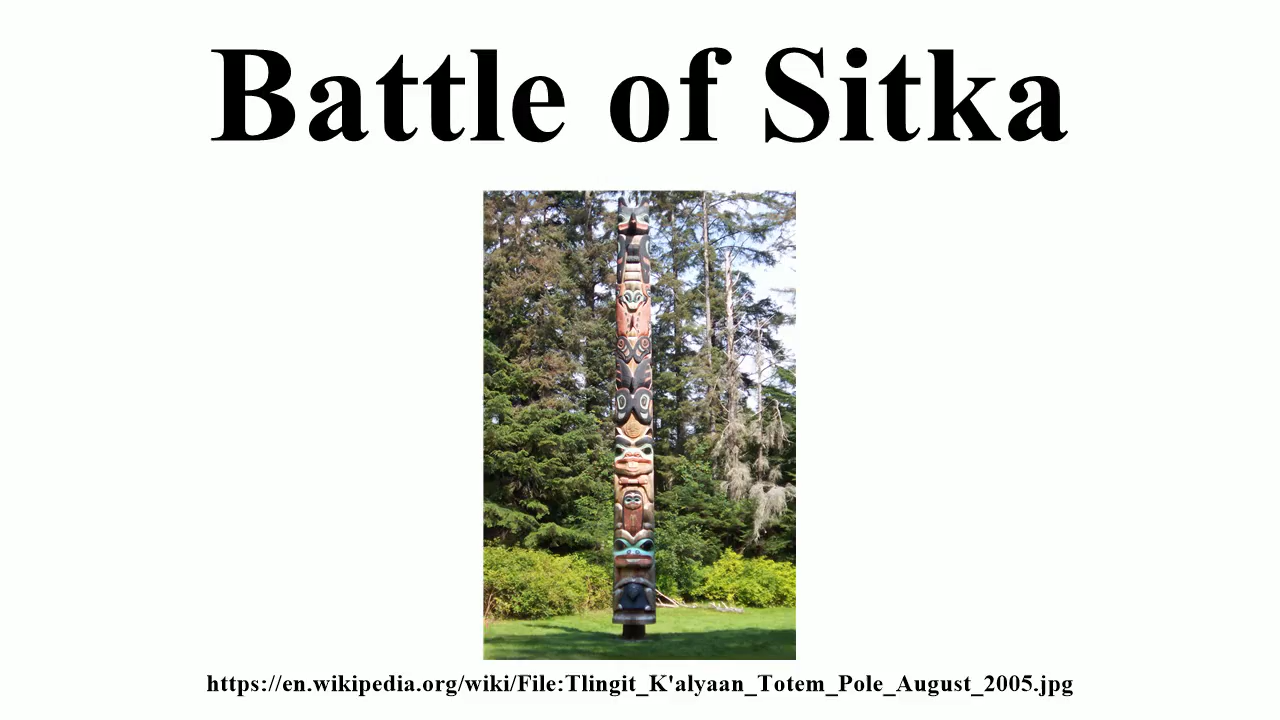 Battle of Sitka
https://en.wikipedia.org/wiki/File:Tlingit_K'alyaan_Totem_Pole_August_2005.jpg